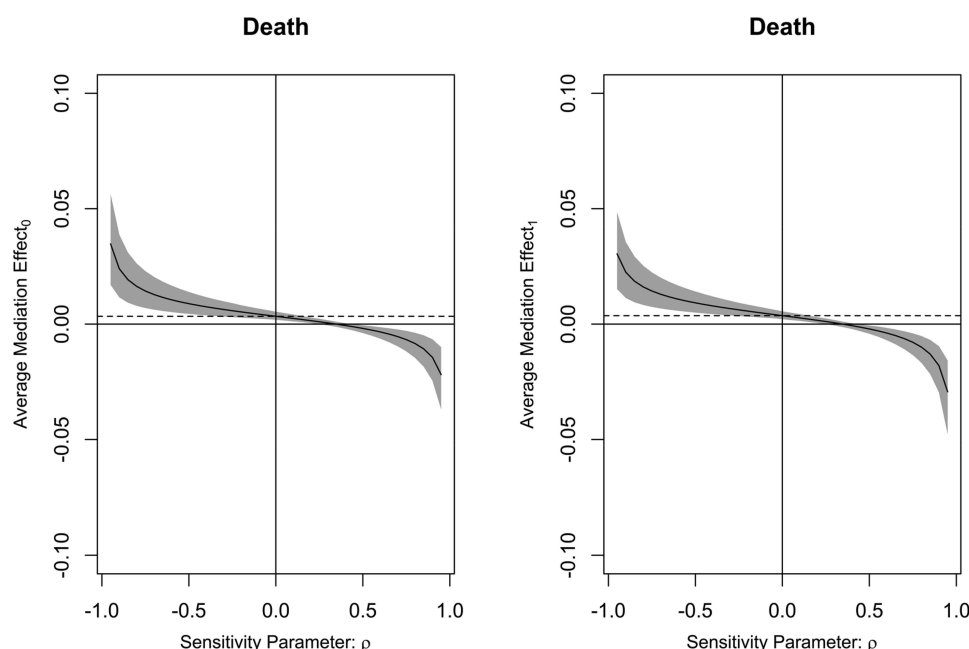 Death
Average Mediation Effect0
0.10
0.05
0.00
-0.05
-0.10
-1.0 -0.5 0.0 0.5 1.0
Sensitivity Parameter: ρ
Death
Average Mediation Effect1
0.10
0.05
0.00
-0.05
-0.10
-1.0 -0.5 0.0 0.5 1.0
Sensitivity Parameter: ρ